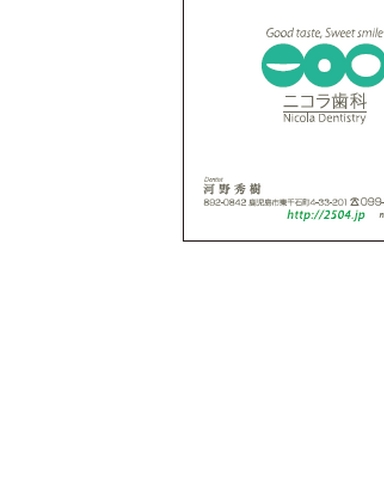 Good taste, Sweet smile
ニコラ歯科
Nicola Dentistry
Dentist
河野秀樹
892-0842 鹿児島市東千石町4-33-201 ☎099-
http://2504.jp